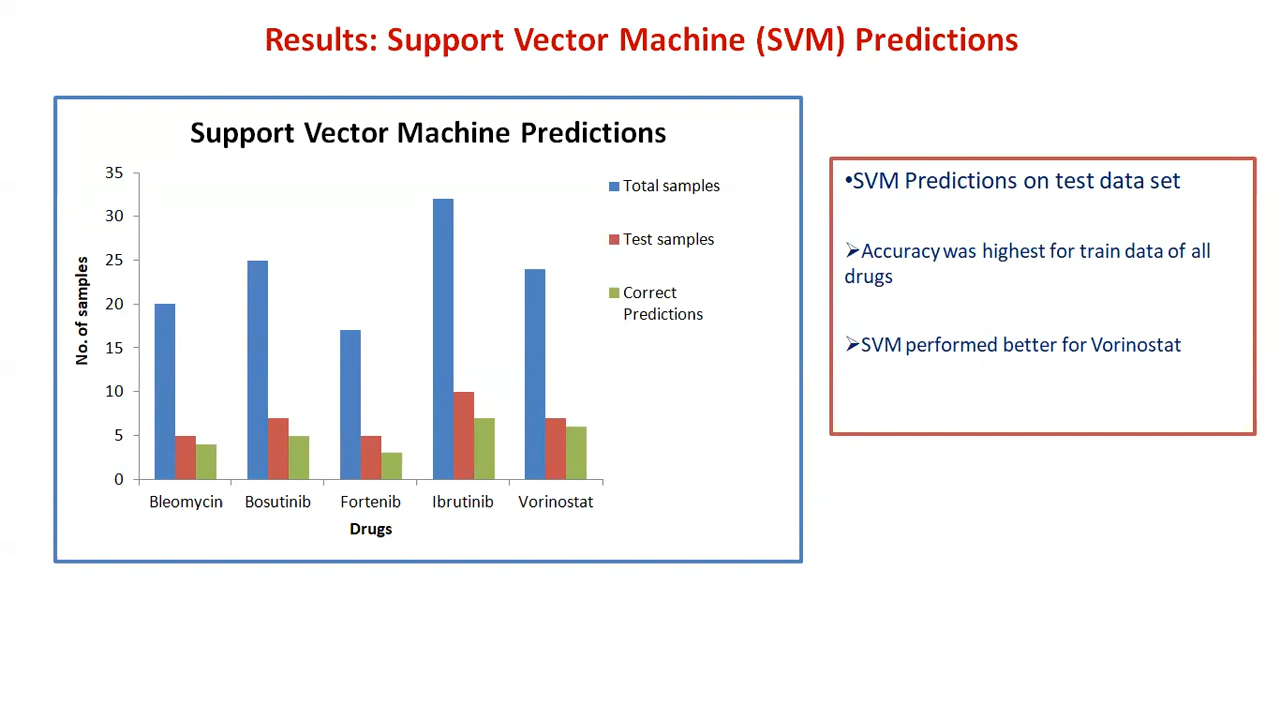 Results: Support Vector Machine (SVM) Predictions
Support Vector Machine Predictions
35
30
25
20
15
10
5
0
No. of samples
Bleomycin
Bosutinib
Fortenib
Ibrutinib
Vorinostat
Drugs
Total samples
Test samples
Correct
Predictions
•SVM Predictions on test data set
➢Accuracy was highest for train data of all
drugs
➢SVM performed better for Vorinostat